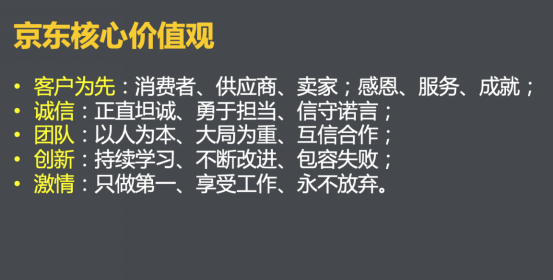 京东核心价值观
• 客户为先：消费者、供应商、卖家；感恩、服务、成就；
• 诚信：正直坦诚、勇于担当、信守诺言；
• 团队：以人为本、大局为重、互信合作；
• 创新：持续学习、不断改进、包容失败；
• 激情：只做第一、享受工作、永不放弃。